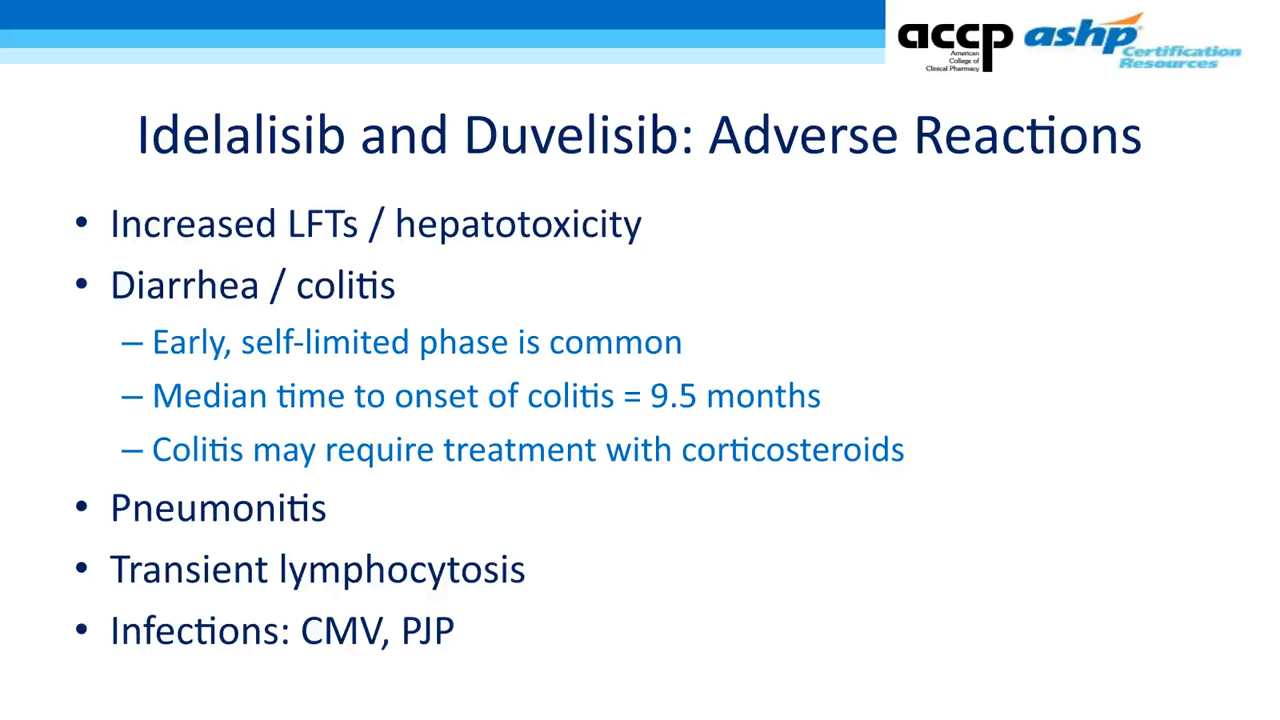 accp
American
College of
Clinical Pharmacy
ashp
Certification
Resources
Idelalisib and Duvelisib: Adverse Reactions
• Increased LFTs / hepatotoxicity
• Diarrhea / colitis
– Early, self-limited phase is common
– Median time to onset of colitis = 9.5 months
– Colitis may require treatment with corticosteroids
• Pneumonitis
• Transient lymphocytosis
• Infections: CMV, PJP